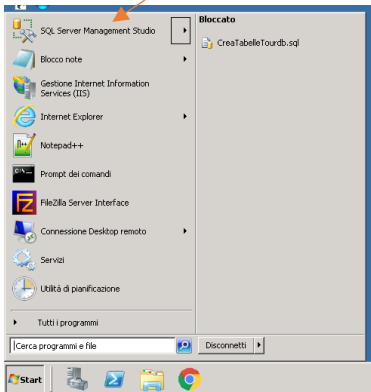 SQL Server Management Studio
Bloccato
CreaTabelleTourdb.sql
Blocco note
Gestione Internet Information
Services (IIS)
Internet Explorer
Notepad++
Prompt dei comandi
FileZilla Server Interface
Connessione Desktop remoto
Servizi
Utilità di pianificazione
Tutti i programmi
Cerca programmi e file
Disconnetti
Start